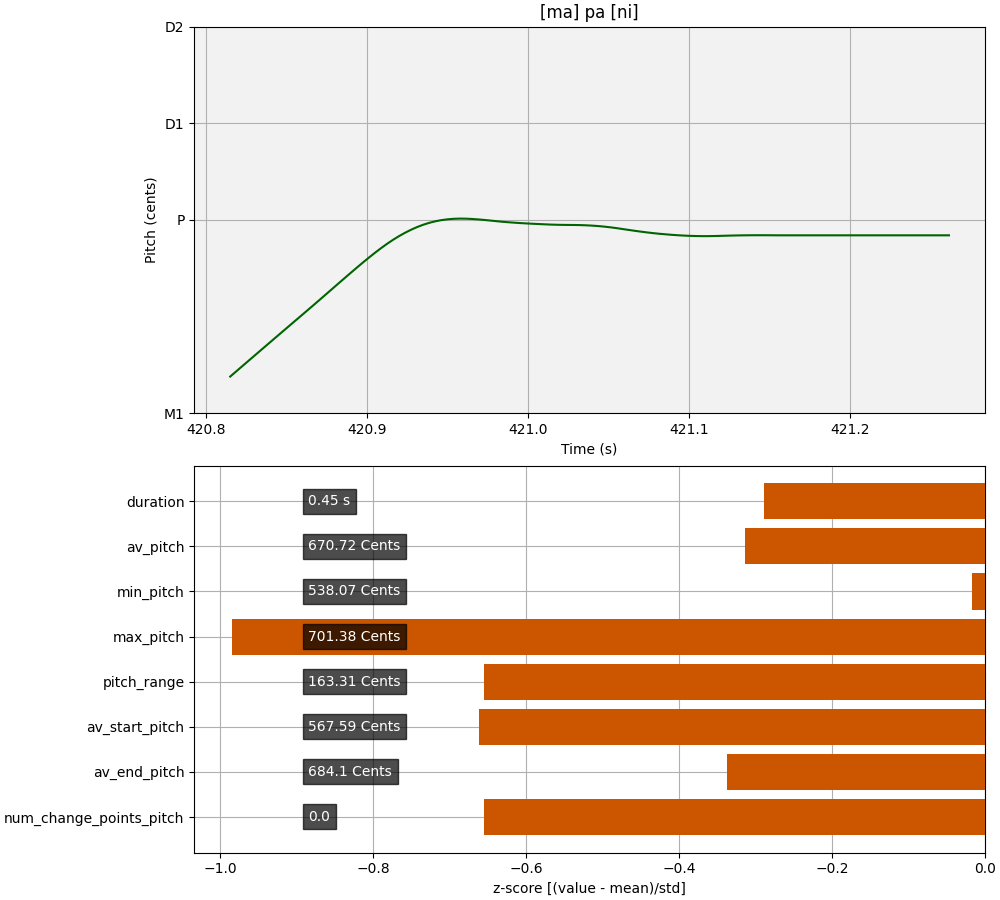 [ma] pa [ni]
D2
D1
P
M1
Pitch (cents)
420.8 420.9 421.0 421.1 421.2
Time (s)
duration 0.45 s
av_pitch 670.72 Cents
min_pitch 538.07 Cents
max_pitch 701.38 Cents
pitch_range 163.31 Cents
av_start_pitch 567.59 Cents
av_end_pitch 684.1 Cents
num_change_points_pitch 0.0
−1.0 −0.8 −0.6 −0.4 −0.2 0.0
z-score [(value - mean)/std]